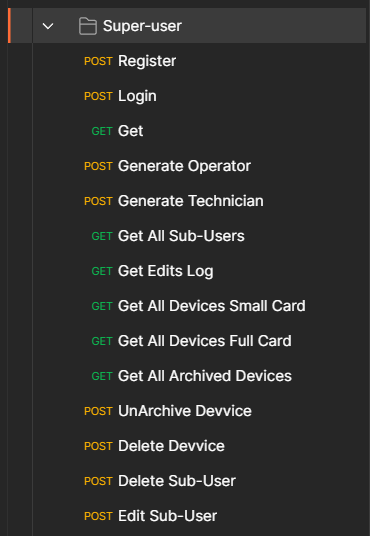 Super-user
POST Register
POST Login
GET Get
POST Generate Operator
POST Generate Technician
GET Get All Sub-Users
GET Get Edits Log
GET Get All Devices Small Card
GET Get All Devices Full Card
GET Get All Archived Devices
POST UnArchive Devvice
POST Delete Devvice
POST Delete Sub-User
POST Edit Sub-User